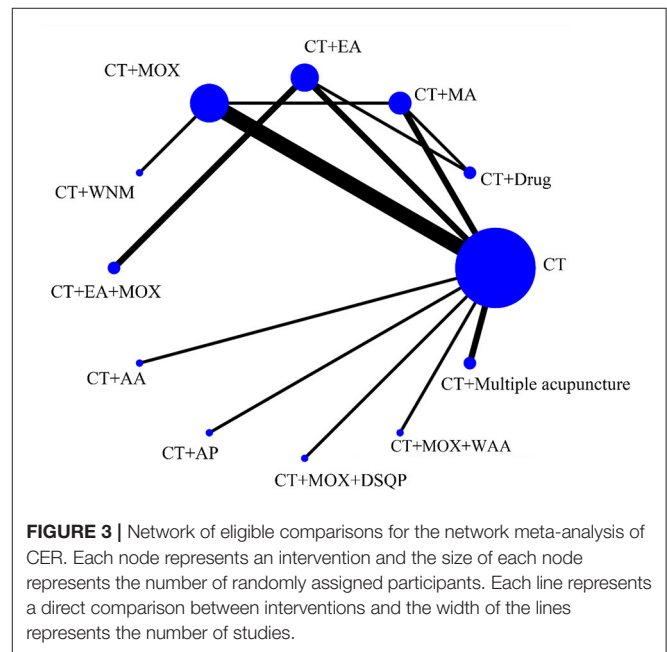 CT+EA
CT+MOX
CT+MA
CT+Drug
CT+WNM
CT
CT+EA+MOX
CT+AA
CT+Multiple acupuncture
CT+MOX+WAA
CT+AP
CT+MOX+DSQP
FIGURE 3 | Network of eligible comparisons for the network meta-analysis of
CER. Each node represents an intervention and the size of each node
represents the number of randomly assigned participants. Each line represents
a direct comparison between interventions and the width of the lines
represents the number of studies.